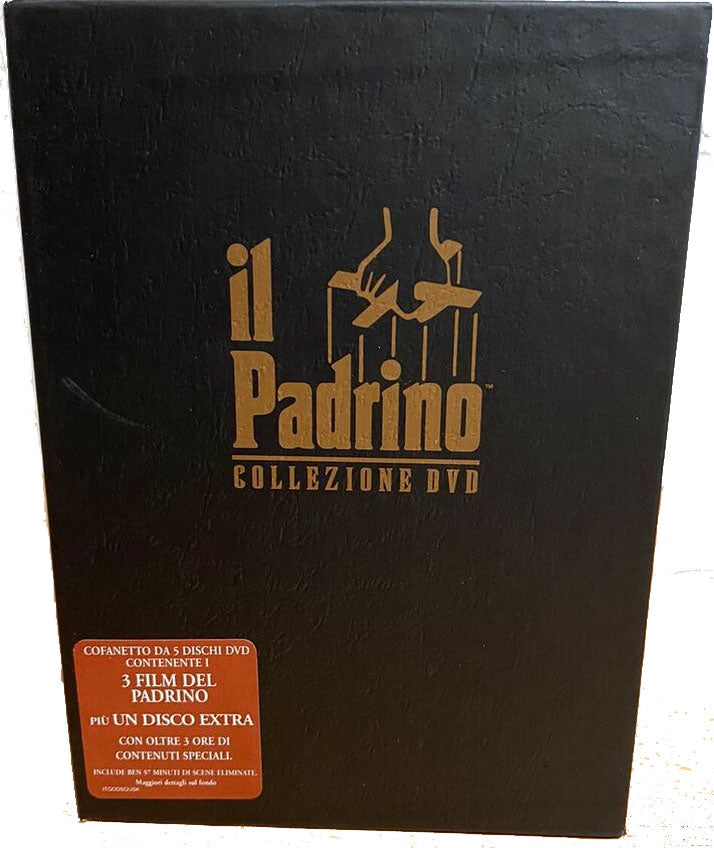 il
Padrino™
COLLEZIONE DVD
COFANETTO DA 5 DISCHI DVD
CONTENENTE I
3 FILM DEL
PADRINO
PIÙ UN DISCO EXTRA
CON OLTRE 3 ORE DI
CONTENUTI SPECIALI.
INCLUDE BEN 57 MINUTI DI SCENE ELIMINATE.
Maggiori dettagli sul fondo